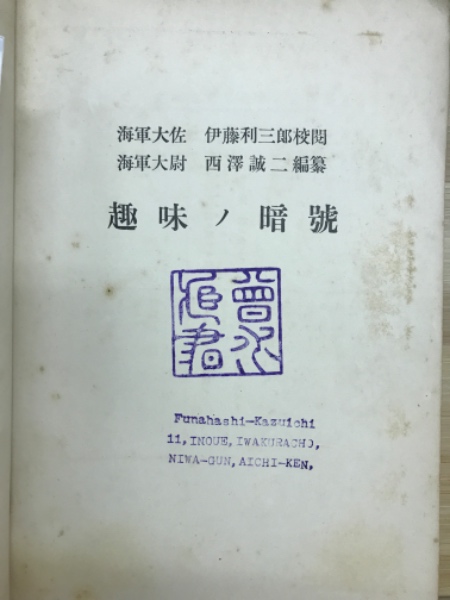 海軍大佐 伊藤利三郎校閲
海軍大尉 西澤誠二編纂
趣味ノ暗號
Funahashi-Kazuichi
11, INOUE, IWAKURACHO,
NIWA-GUN, AICHI-KEN,